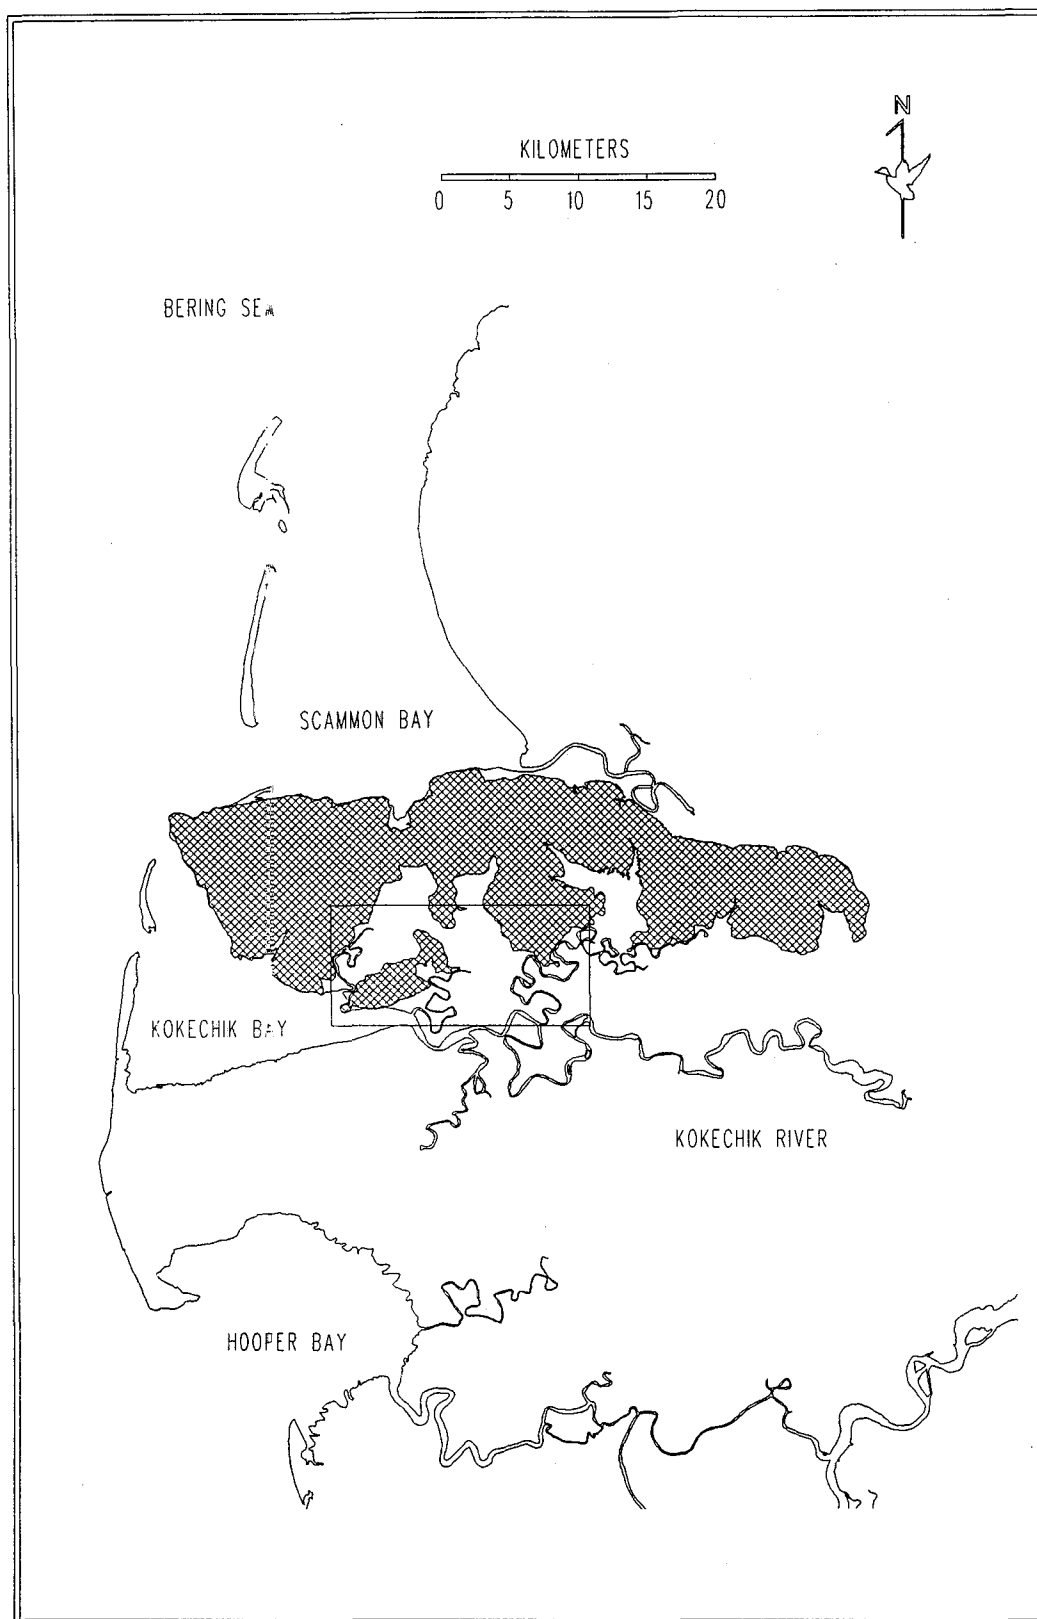 N
KILOMETERS
0 5 10 15 20
BERING SEA
SCAMMON BAY
KOKECHIK BAY
KOKECHIK RIVER
HOOPER BAY